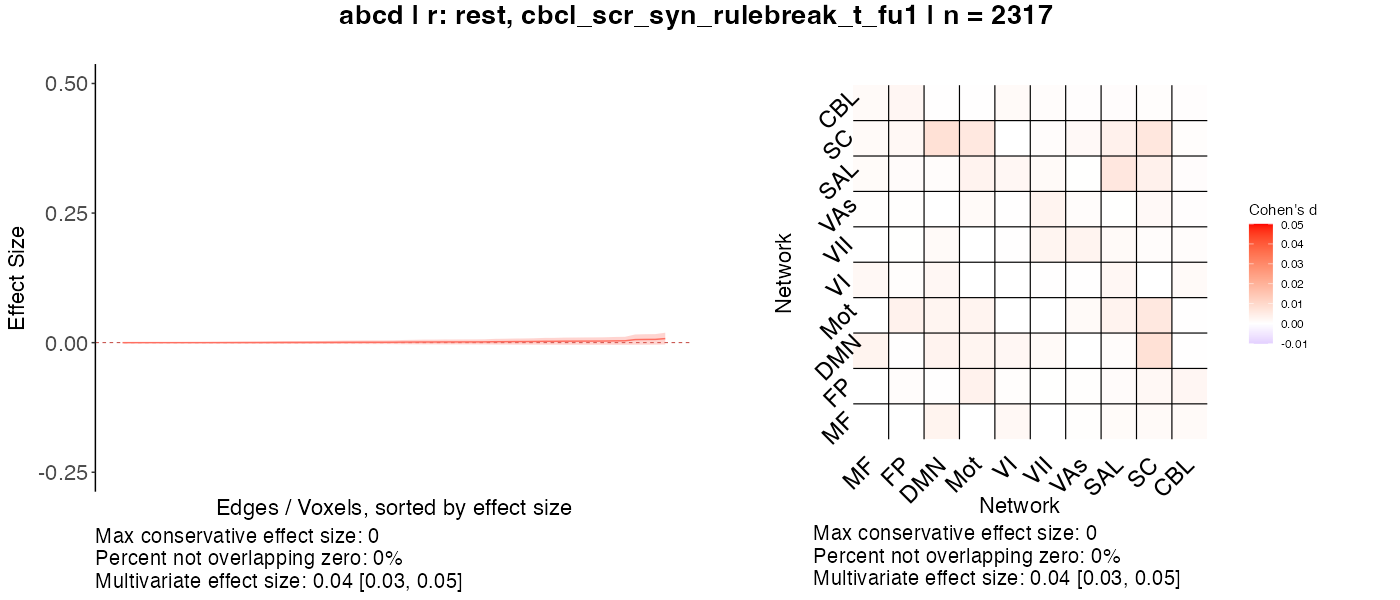 abcd | r: rest, cbcl_scr_syn_rulebreak_t_fu1 | n = 2317
Effect Size
0.50
0.25
0.00
-0.25
Edges / Voxels, sorted by effect size
Max conservative effect size: 0
Percent not overlapping zero: 0%
Multivariate effect size: 0.04 [0.03, 0.05]
Network
CBL
SC
SAL
VAs
VII
VI
Mot
DMN
FP
MF
MF FP DMN Mot VI VII VAs SAL SC CBL
Network
Max conservative effect size: 0
Percent not overlapping zero: 0%
Multivariate effect size: 0.04 [0.03, 0.05]
Cohen's d
0.05
0.04
0.03
0.02
0.01
0.00
-0.01